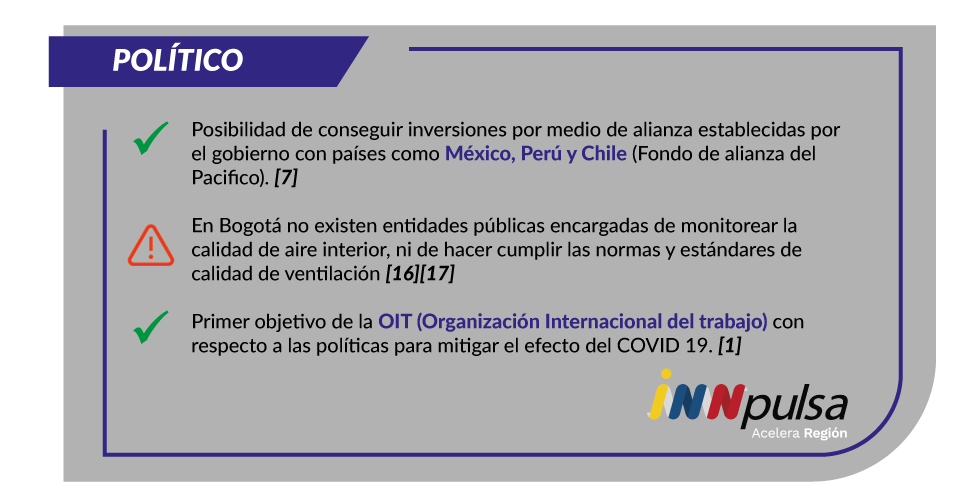 POLÍTICO
Posibilidad de conseguir inversiones por medio de alianza establecidas por
el gobierno con países como México, Perú y Chile (Fondo de alianza del
Pacifico). [7]
En Bogotá no existen entidades públicas encargadas de monitorear la
calidad de aire interior, ni de hacer cumplir las normas y estándares de
calidad de ventilación [16][17]
Primer objetivo de la OIT (Organización Internacional del trabajo) con
respecto a las políticas para mitigar el efecto del COVID 19. [1]
iNNpulsa
Acelera Región